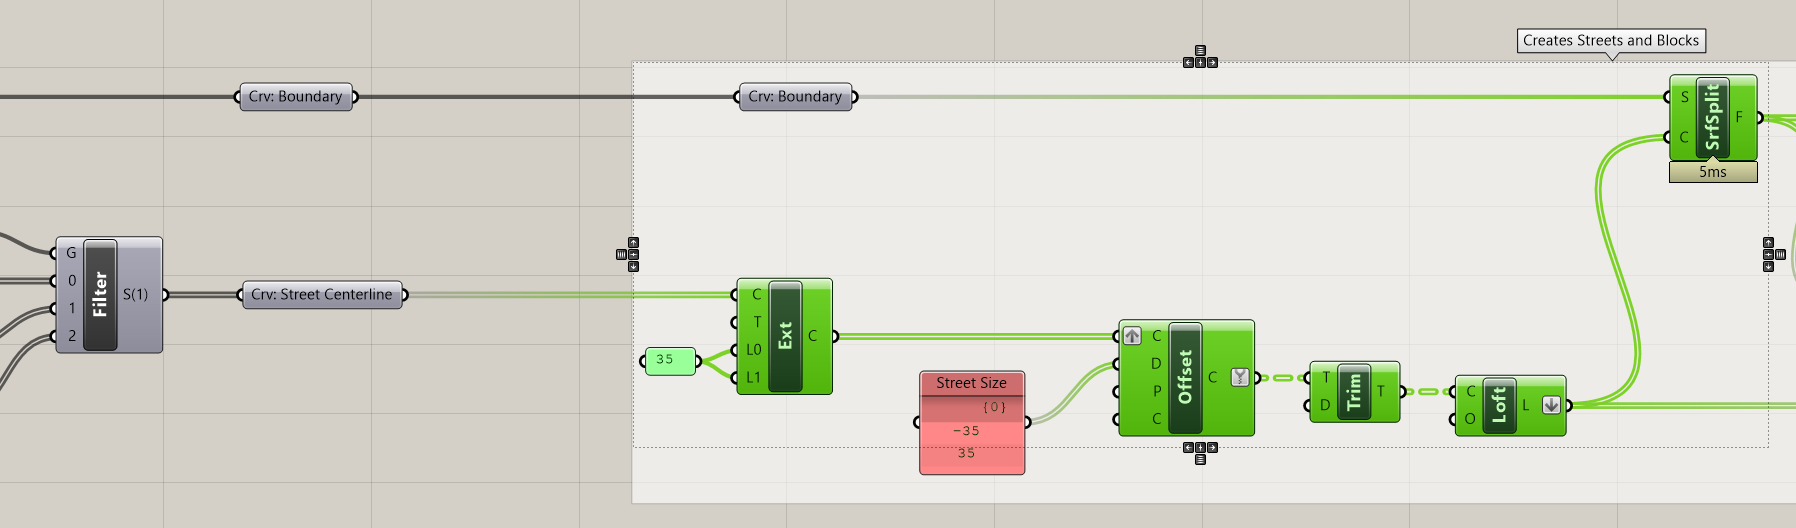 Creates Streets and Blocks
Crv: Boundary
Crv: Boundary
S
C
SrfSplit
F
5ms
G
0
1
2
Filter
S(1)
Crv: Street Centerline
C
T
L0
L1
Ext
C
35
Street Size
{0}
-35
35
C
D
P
C
Offset
C
T
D
Trim
T
C
O
Loft
L